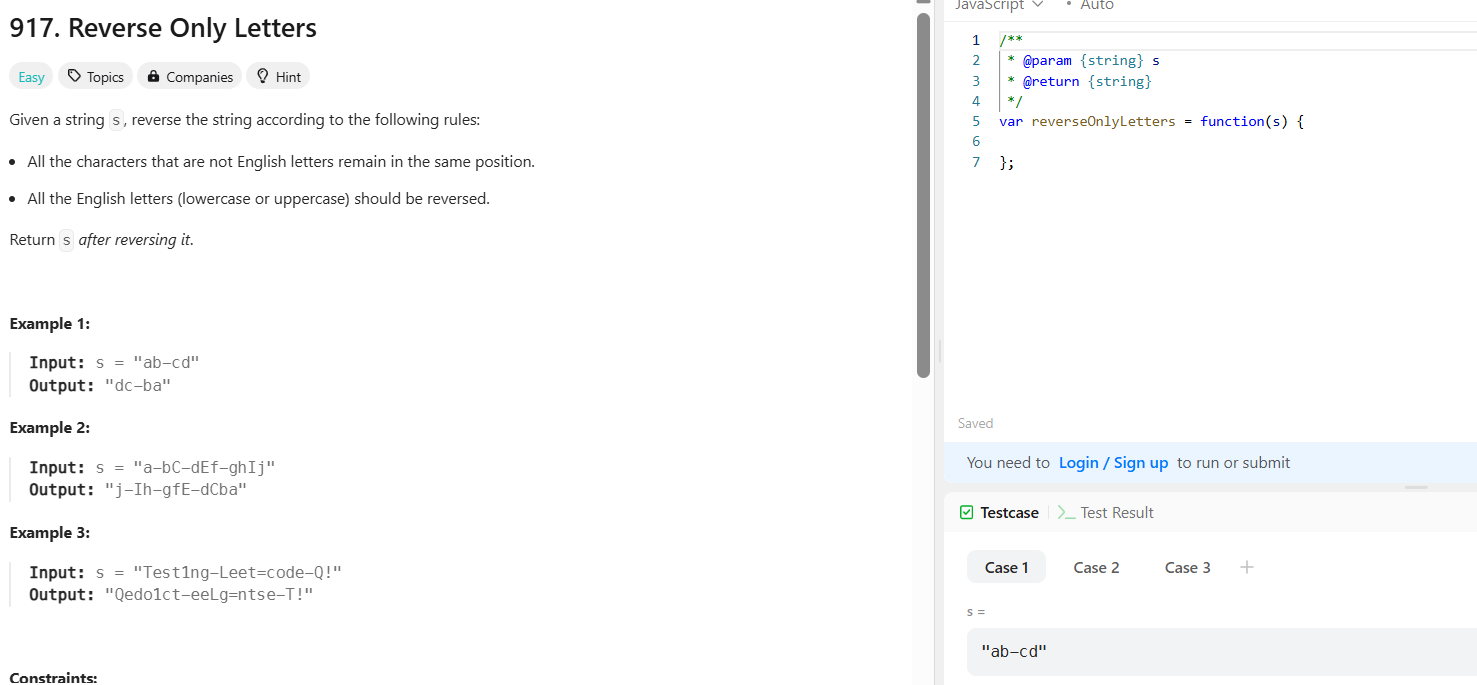 917. Reverse Only Letters
Easy Topics Companies Hint
Given a string s, reverse the string according to the following rules:
• All the characters that are not English letters remain in the same position.
• All the English letters (lowercase or uppercase) should be reversed.
Return s after reversing it.
Example 1:
Input: s = "ab-cd"
Output: "dc-ba"
Example 2:
Input: s = "a-bC-dEf-ghIj"
Output: "j-Ih-gfE-dCba"
Example 3:
Input: s = "Test1ng-Leet=code-Q!"
Output: "Qedo1ct-eeLg=ntse-T!"
Constraints:
JavaScript • Auto
1 /**
2 * @param {string} s
3 * @return {string}
4 */
5 var reverseOnlyLetters = function(s) {
6
7 };
Saved
You need to Login / Sign up to run or submit
Testcase >_ Test Result
Case 1 Case 2 Case 3 +
s =
"ab-cd"